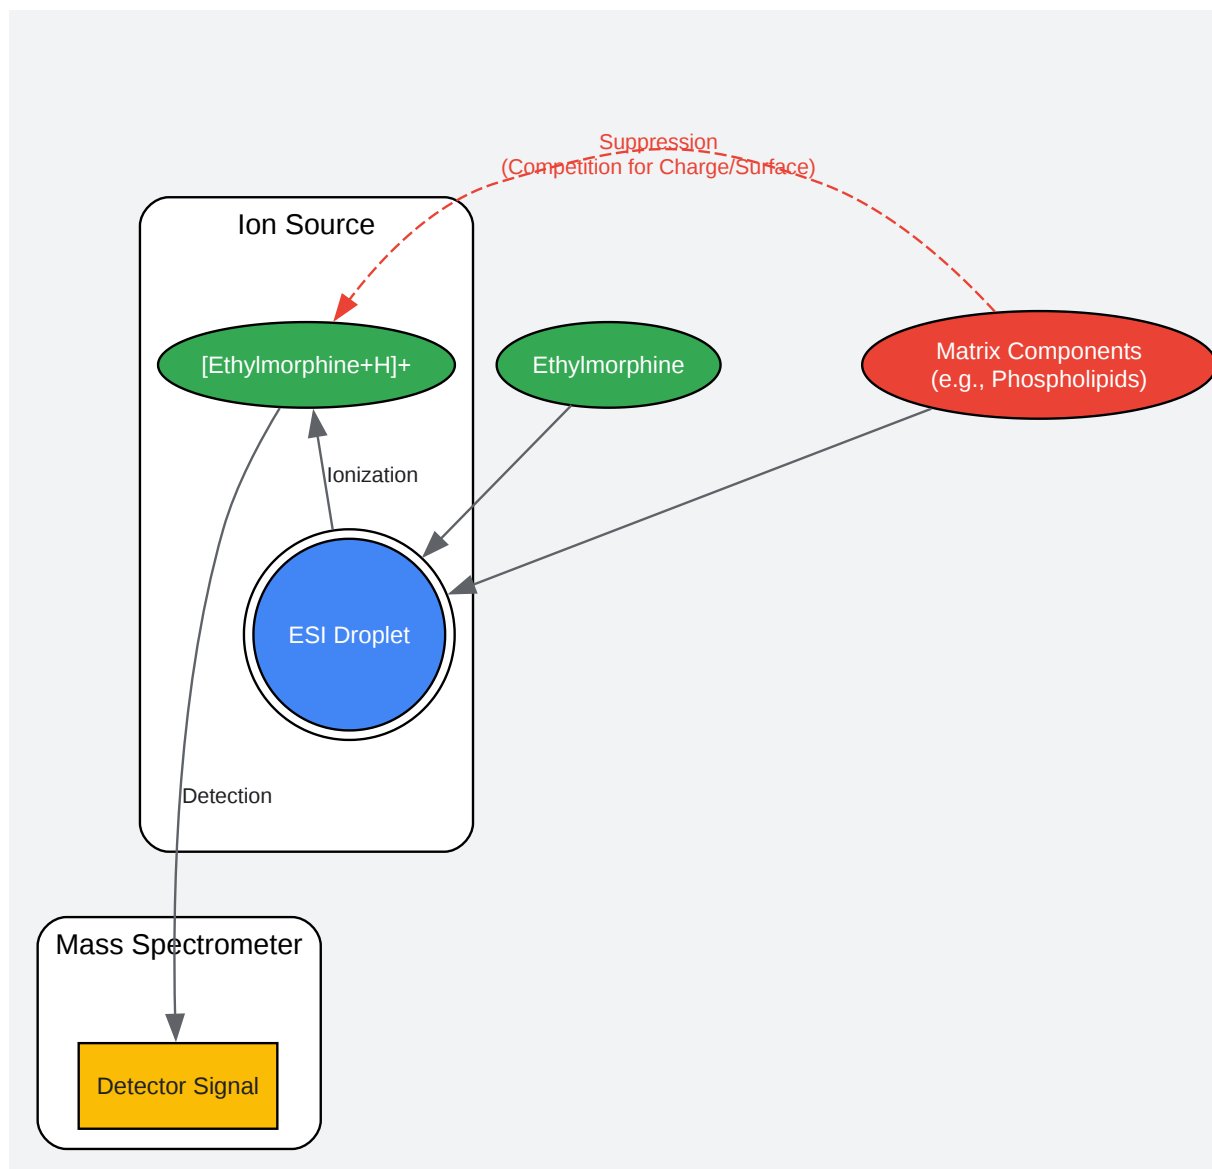 Suppression
(Competition for Charge/Surface)
Ion Source
[Ethylmorphine+H]+
Ethylmorphine
Matrix Components
(e.g., Phospholipids)
Ionization
ESI Droplet
Detection
Mass Spectrometer
Detector Signal